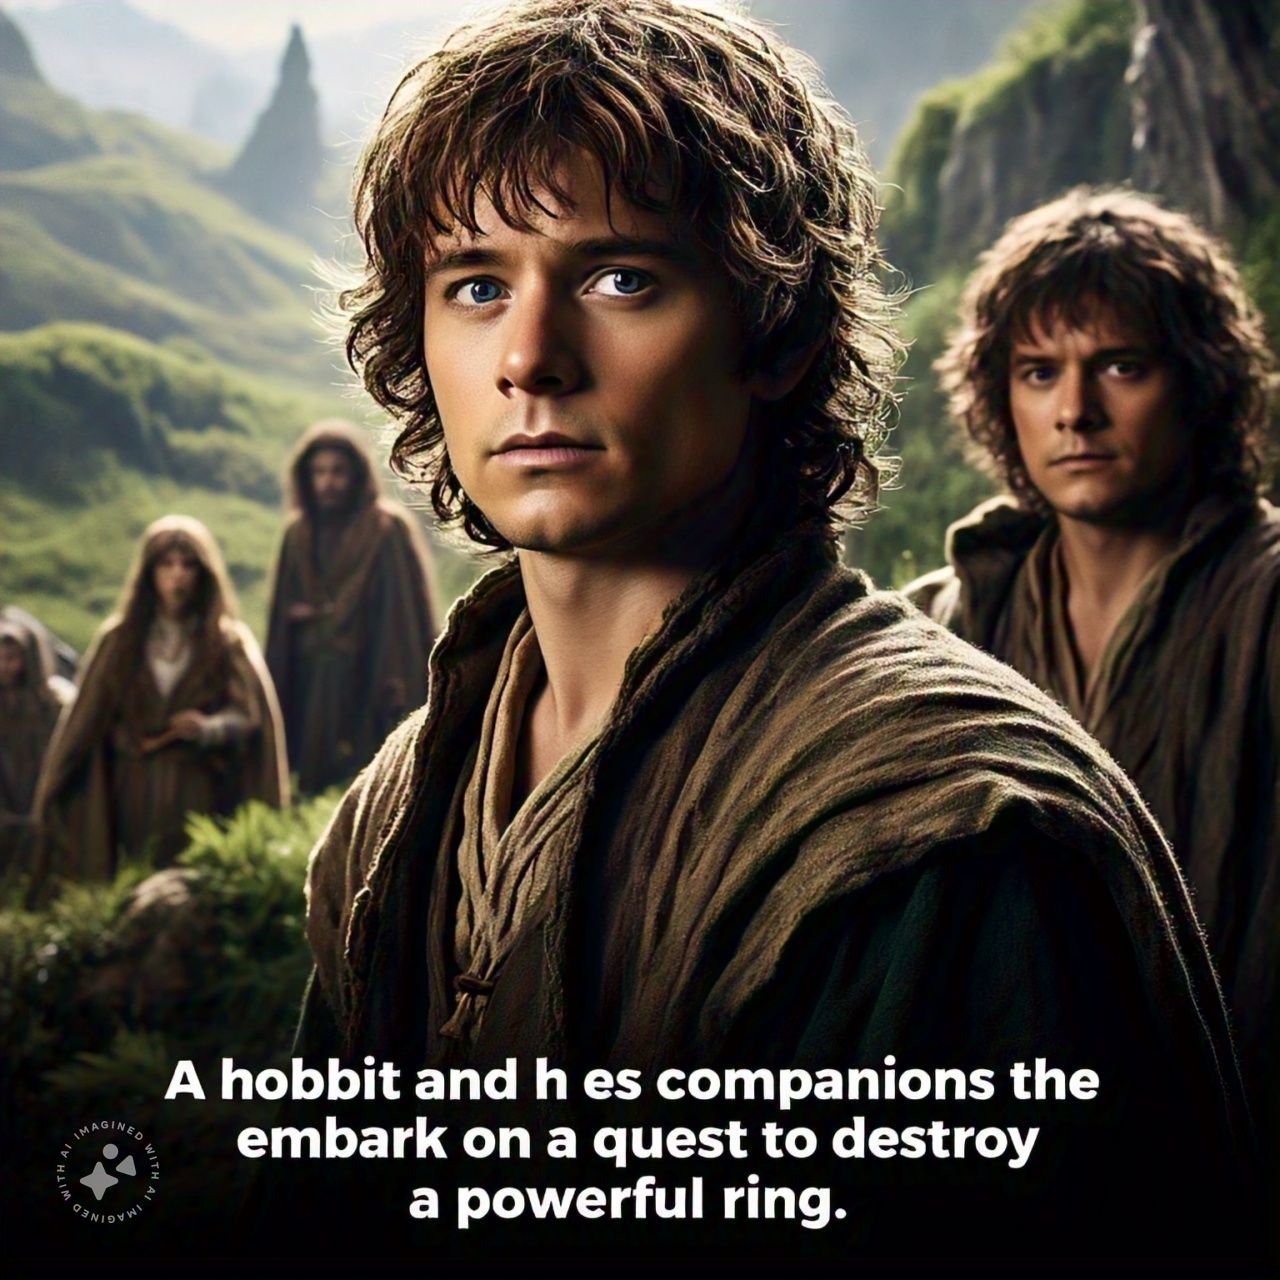 A hobbit and h es companions the
embark on a quest to destroy
a powerful ring.
IMAGINED WITH AI IMAGINED WITH AI